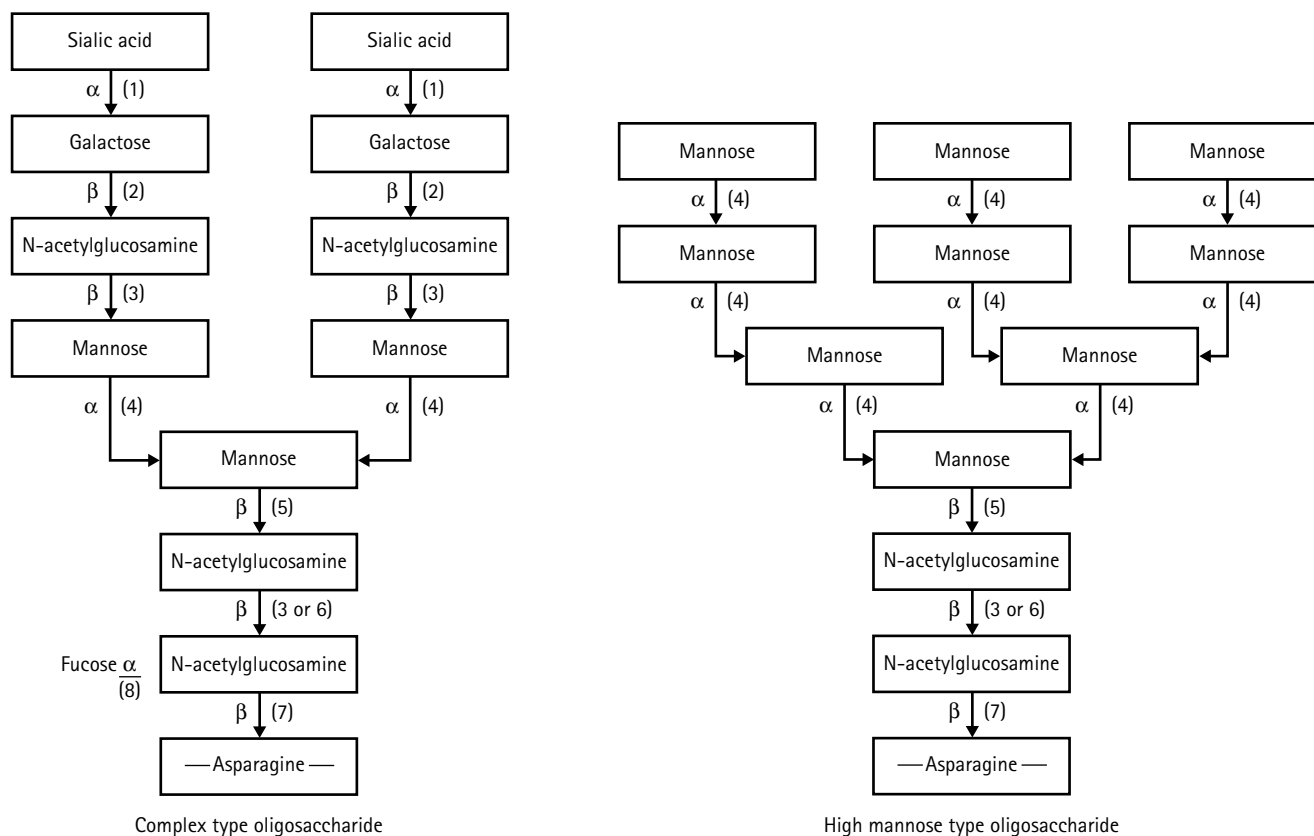 Sialic acid
Sialic acid
α (1)
α (1)
Galactose
Galactose
β (2)
β (2)
N-acetylglucosamine
N-acetylglucosamine
β (3)
β (3)
Mannose
Mannose
α (4)
α (4)
Mannose
β (5)
N-acetylglucosamine
β (3 or 6)
Fucose α (8)
N-acetylglucosamine
β (7)
— Asparagine —
Complex type oligosaccharide
Mannose
Mannose
Mannose
α (4)
α (4)
α (4)
Mannose
Mannose
Mannose
α (4)
α (4)
α (4)
Mannose
Mannose
α (4)
α (4)
Mannose
β (5)
N-acetylglucosamine
β (3 or 6)
N-acetylglucosamine
β (7)
— Asparagine —
High mannose type oligosaccharide